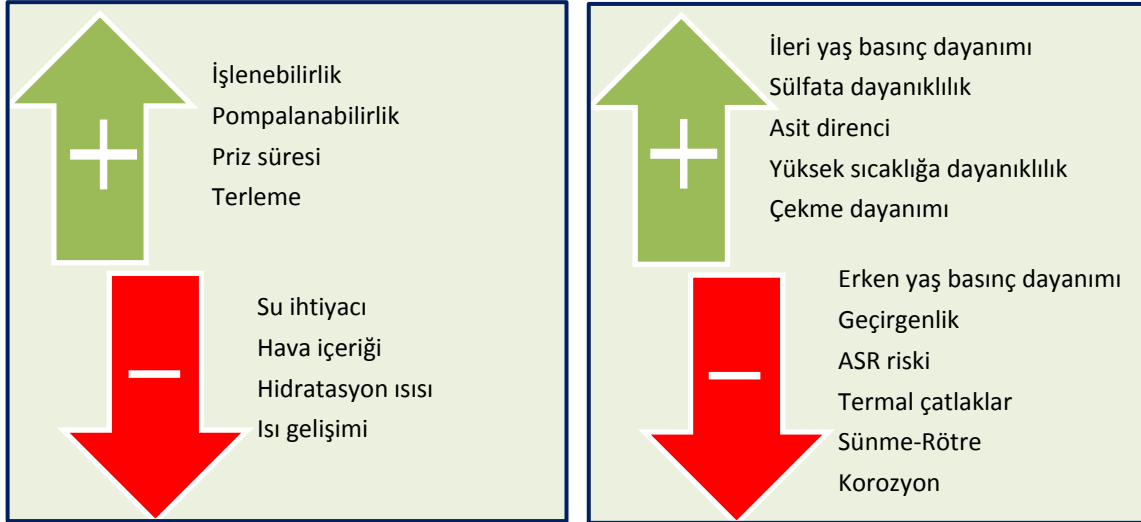 İşlenebilirlik
Pompalanabilirlik
Priz süresi
Terleme
Su ihtiyacı
Hava içeriği
Hidratasyon ısısı
Isı gelişimi
İleri yaş basınç dayanımı
Sülfata dayanıklılık
Asit direnci
Yüksek sıcaklığa dayanıklılık
Çekme dayanımı
Erken yaş basınç dayanımı
Geçirgenlik
ASR riski
Termal çatlaklar
Sünme-Rötre
Korozyon